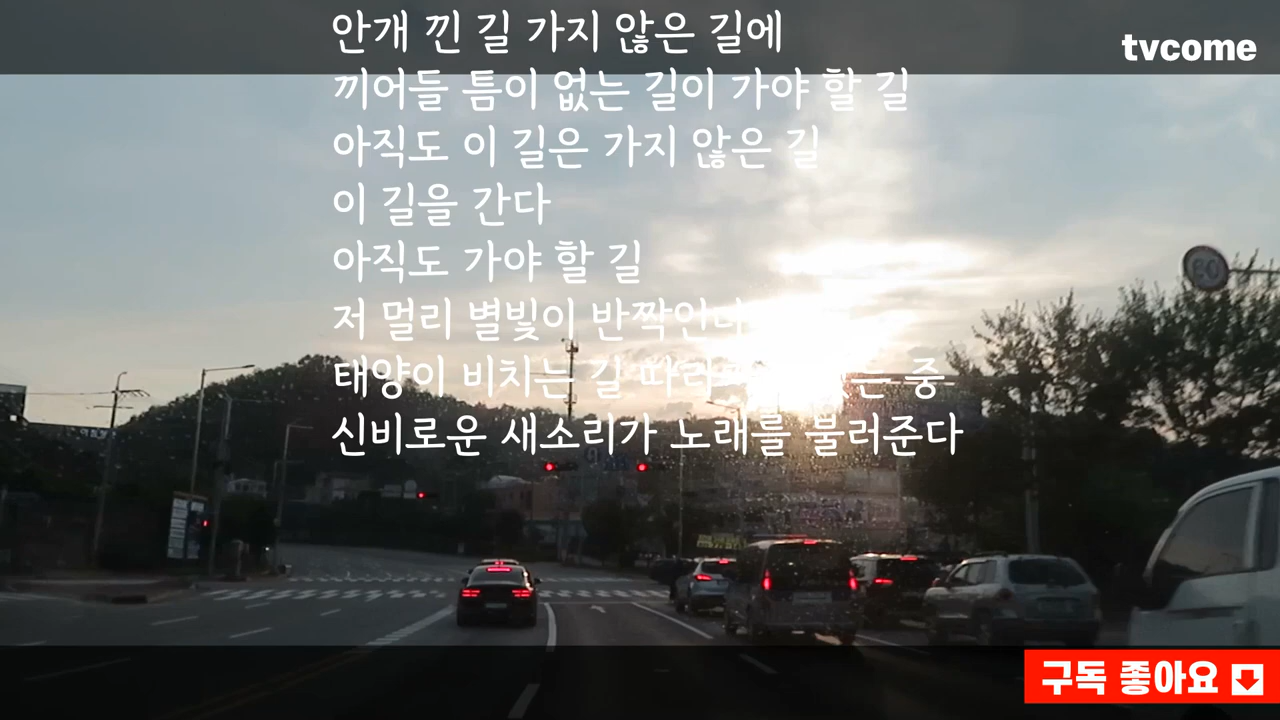 안개 낀 길 가지 않은 길에
tvcome
끼어들 틈이 없는 길이 가야 할 길
아직도 이 길은 가지 않은 길
이 길을 간다
아직도 가야 할 길
저 멀리 별빛이 반짝인다
태양이 비치는 길 따라 중
신비로운 새소리가 노래를 불러준다
구독 좋아요